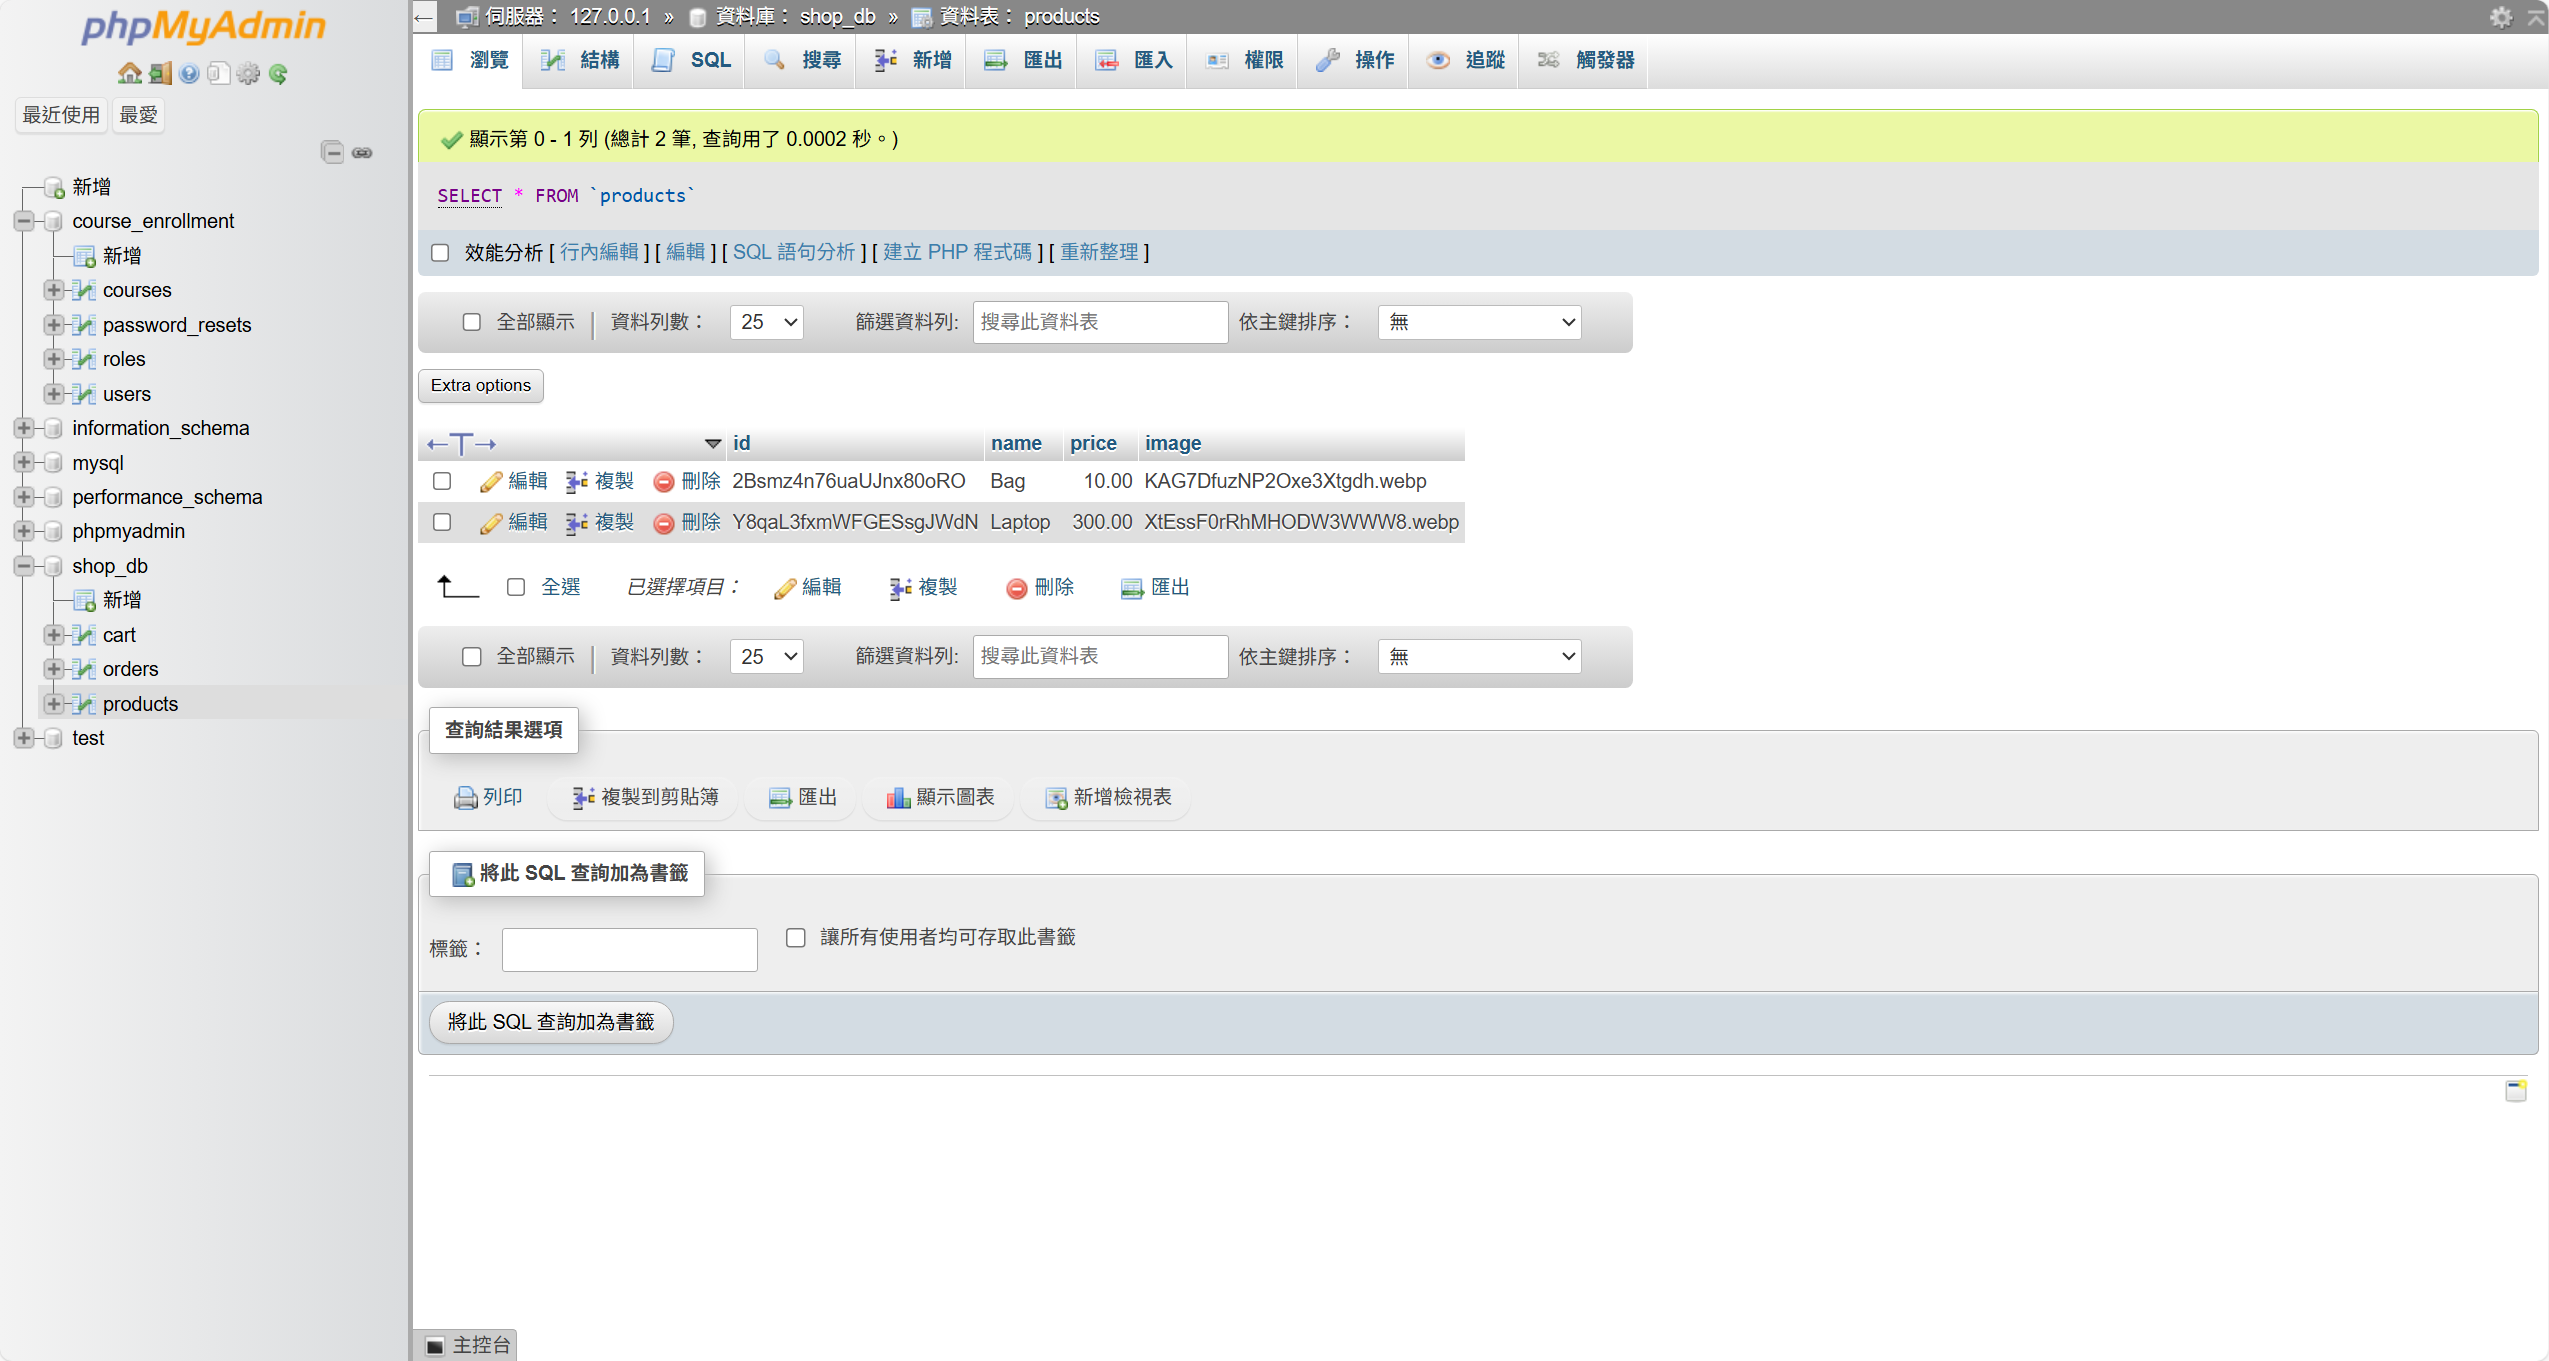 phpMyAdmin
最近使用 最愛
新增
course_enrollment
新增
courses
password_resets
roles
users
information_schema
mysql
performance_schema
phpmyadmin
shop_db
新增
cart
orders
products
test
← 伺服器： 127.0.0.1 » 資料庫： shop_db » 資料表： products
瀏覽 結構 SQL 搜尋 新增 匯出 匯入 權限 操作 追蹤 觸發器
顯示第 0 - 1 列 (總計 2 筆, 查詢用了 0.0002 秒。)
SELECT * FROM `products`
效能分析 [ 行內編輯 ] [ 編輯 ] [ SQL 語句分析 ] [ 建立 PHP 程式碼 ] [ 重新整理 ]
全部顯示 | 資料列數： 25 篩選資料列: 搜尋此資料表 依主鍵排序： 無
Extra options
←T→ id name price image
編輯 複製 刪除 2Bsmz4n76uaUJnx80oRO Bag 10.00 KAG7DfuzNP2Oxe3Xtgdh.webp
編輯 複製 刪除 Y8qaL3fxmWFGESsgJWdN Laptop 300.00 XtEssF0rRhMHODW3WWW8.webp
全選 已選擇項目： 編輯 複製 刪除 匯出
全部顯示 | 資料列數： 25 篩選資料列: 搜尋此資料表 依主鍵排序： 無
查詢結果選項
列印 複製到剪貼簿 匯出 顯示圖表 新增檢視表
將此 SQL 查詢加為書籤
標籤： 讓所有使用者均可存取此書籤
將此 SQL 查詢加為書籤
主控台